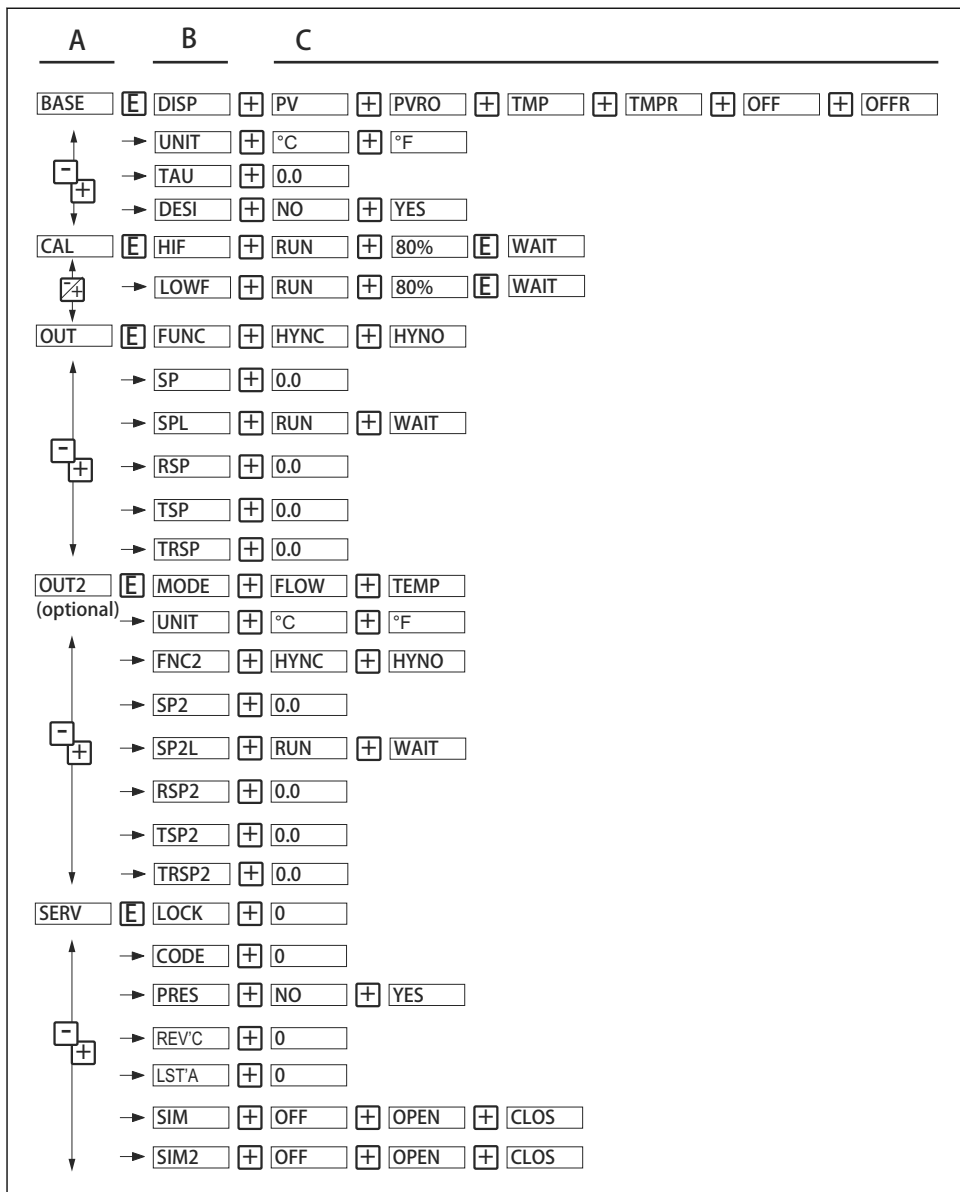 A B C
BASE E DISP + PV + PVRO + TMP + TMPR + OFF + OFFR
UNIT + °C + °F
- + TAU + 0.0
DESI + NO + YES
CAL E HIF + RUN + 80% E WAIT
-/+ LOWF + RUN + 80% E WAIT
OUT E FUNC + HYNC + HYNO
SP + 0.0
SPL + RUN + WAIT
- + RSP + 0.0
TSP + 0.0
TRSP + 0.0
OUT2 E MODE + FLOW + TEMP
(optional) UNIT + °C + °F
FNC2 + HYNC + HYNO
SP2 + 0.0
- + SP2L + RUN + WAIT
RSP2 + 0.0
TSP2 + 0.0
TRSP2 + 0.0
SERV E LOCK + 0
CODE + 0
PRES + NO + YES
- + REV'C + 0
LST'A + 0
SIM + OFF + OPEN + CLOS
SIM2 + OFF + OPEN + CLOS